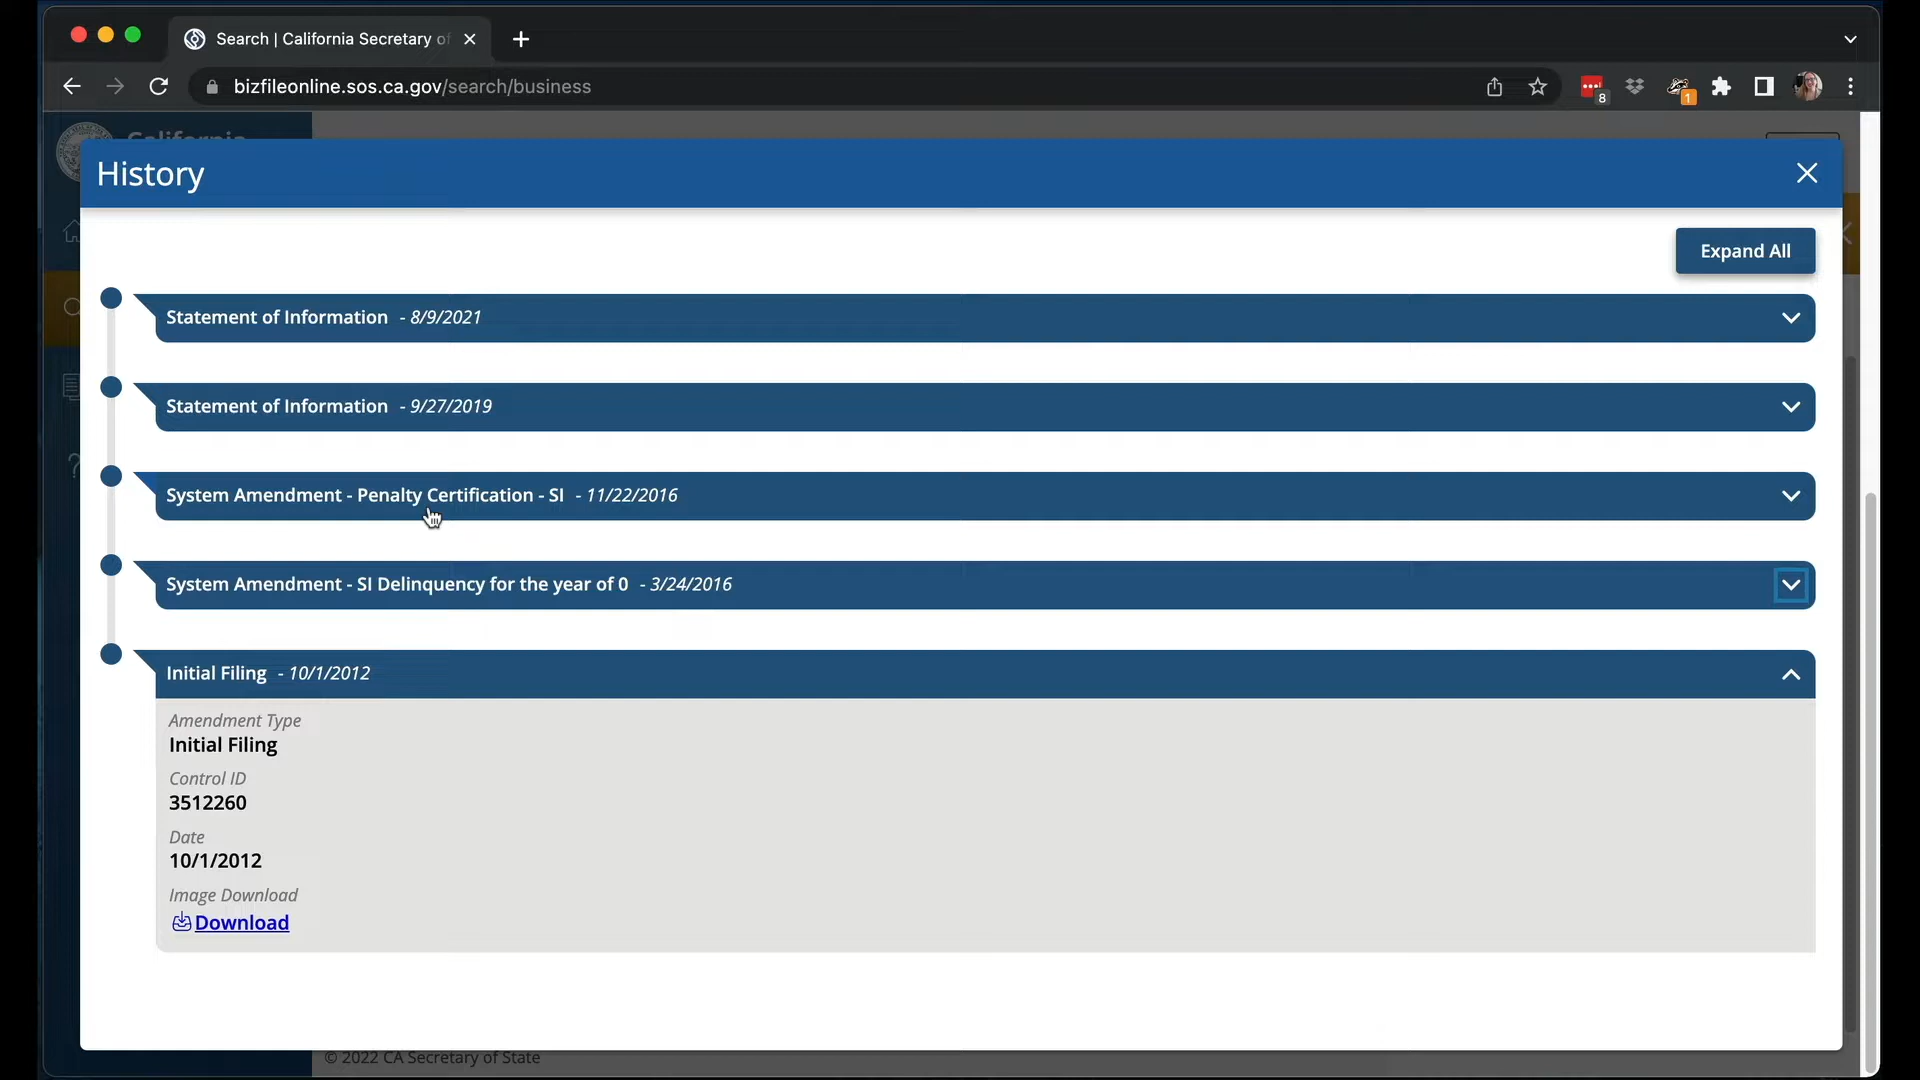 Search | California Secretary of
bizfileonline.sos.ca.gov/search/business
8
1
California
History
Expand All
Statement of Information - 8/9/2021
Statement of Information - 9/27/2019
System Amendment - Penalty Certification - SI - 11/22/2016
System Amendment - SI Delinquency for the year of 0 - 3/24/2016
Initial Filing - 10/1/2012
Amendment Type
Initial Filing
Control ID
3512260
Date
10/1/2012
Image Download
Download
© 2022 CA Secretary of State